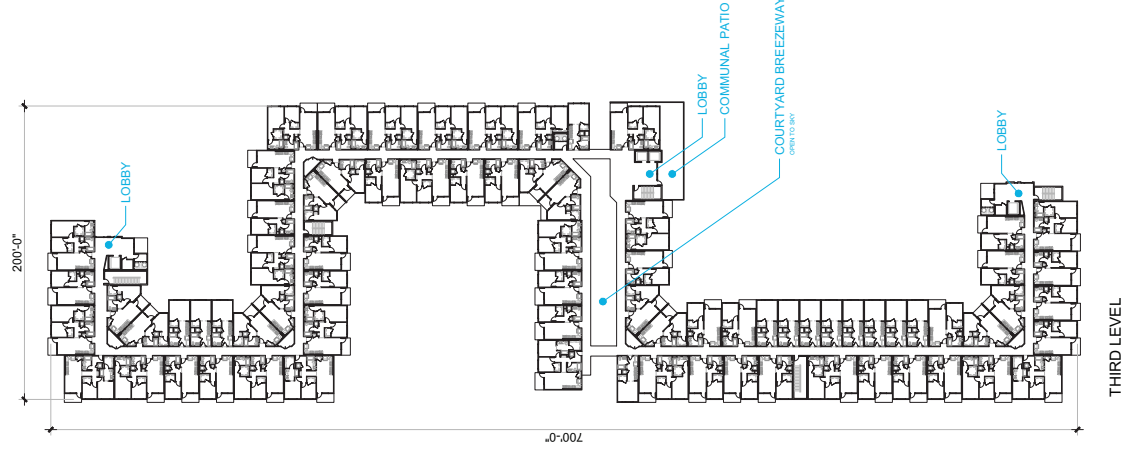 200'-0"
LOBBY
LOBBY
COMMUNAL PATIO
COURTYARD BREEZEWAY
OPEN TO SKY
LOBBY
THIRD LEVEL
700'-0"